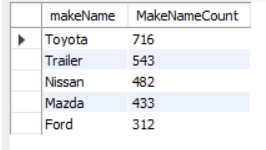 makeName MakeNameCount
Toyota 716
Trailer 543
Nissan 482
Mazda 433
Ford 312